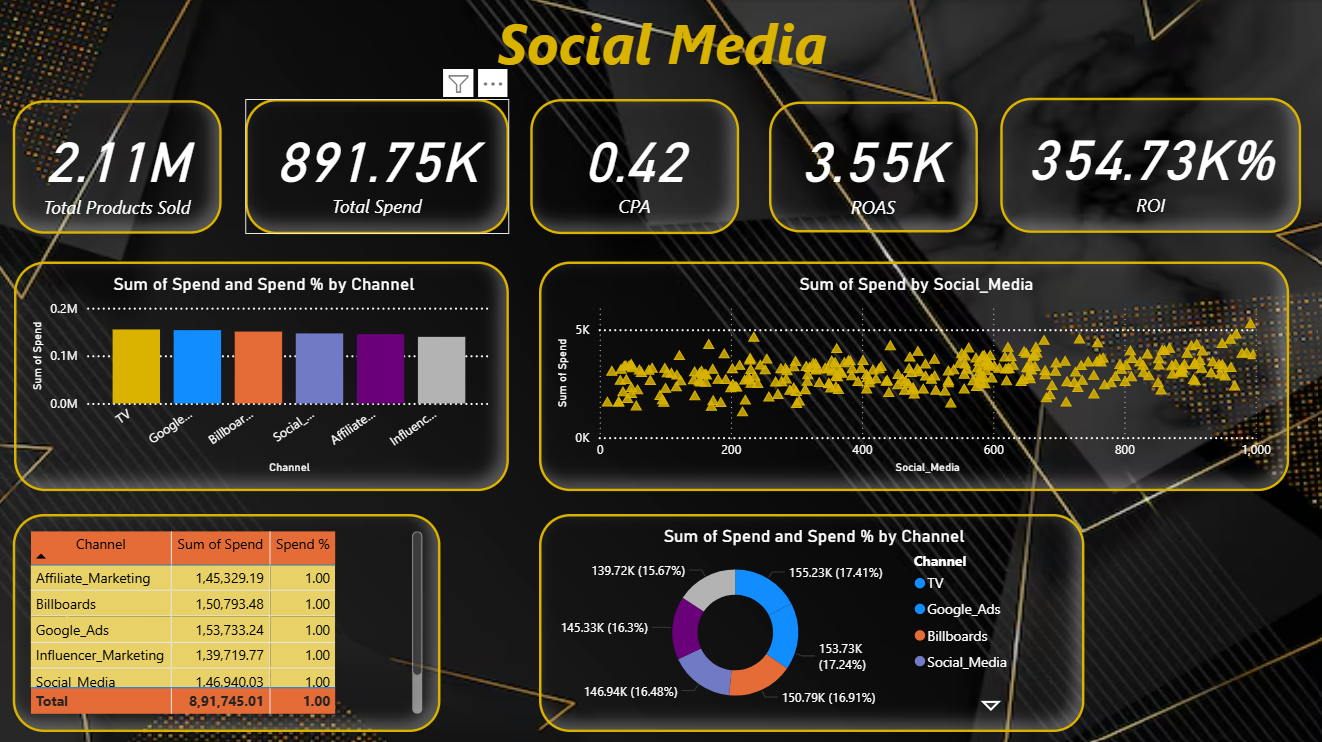 Social Media
2.11M
Total Products Sold
891.75K
Total Spend
0.42
CPA
3.55K
ROAS
354.73K%
ROI
Sum of Spend and Spend % by Channel
Sum of Spend
0.2M
0.1M
0.0M
TV
Google...
Billboar...
Social_...
Affiliate...
Influenc...
Channel
Sum of Spend by Social_Media
Sum of Spend
5K
0K
0 200 400 600 800 1,000
Social_Media
Channel Sum of Spend Spend %
Affiliate_Marketing 1,45,329.19 1.00
Billboards 1,50,793.48 1.00
Google_Ads 1,53,733.24 1.00
Influencer_Marketing 1,39,719.77 1.00
Social_Media 1,46,940.03 1.00
Total 8,91,745.01 1.00
Sum of Spend and Spend % by Channel
139.72K (15.67%)
155.23K (17.41%)
145.33K (16.3%)
153.73K
(17.24%)
146.94K (16.48%)
150.79K (16.91%)
Channel
TV
Google_Ads
Billboards
Social_Media